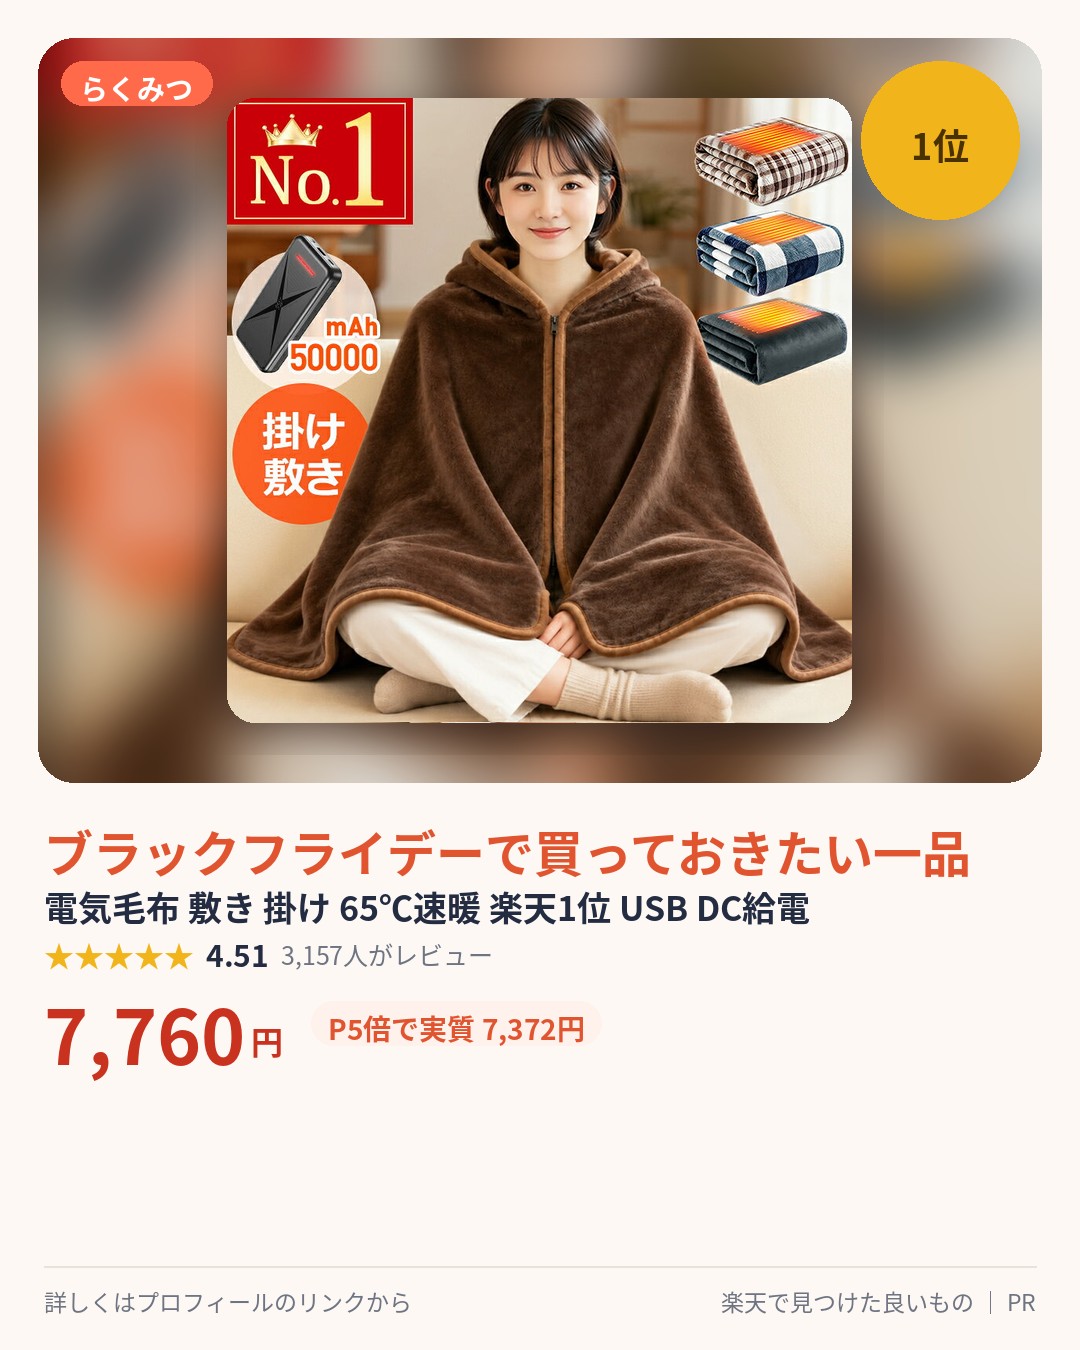 らくみつ
1位
No.1
mAh
50000
掛け
敷き
ブラックフライデーで買っておきたい一品
電気毛布 敷き 掛け 65℃速暖 楽天1位 USB DC給電
★★★★★ 4.51 3,157人がレビュー
7,760円 P5倍で実質 7,372円
詳しくはプロフィールのリンクから
楽天で見つけた良いもの｜PR